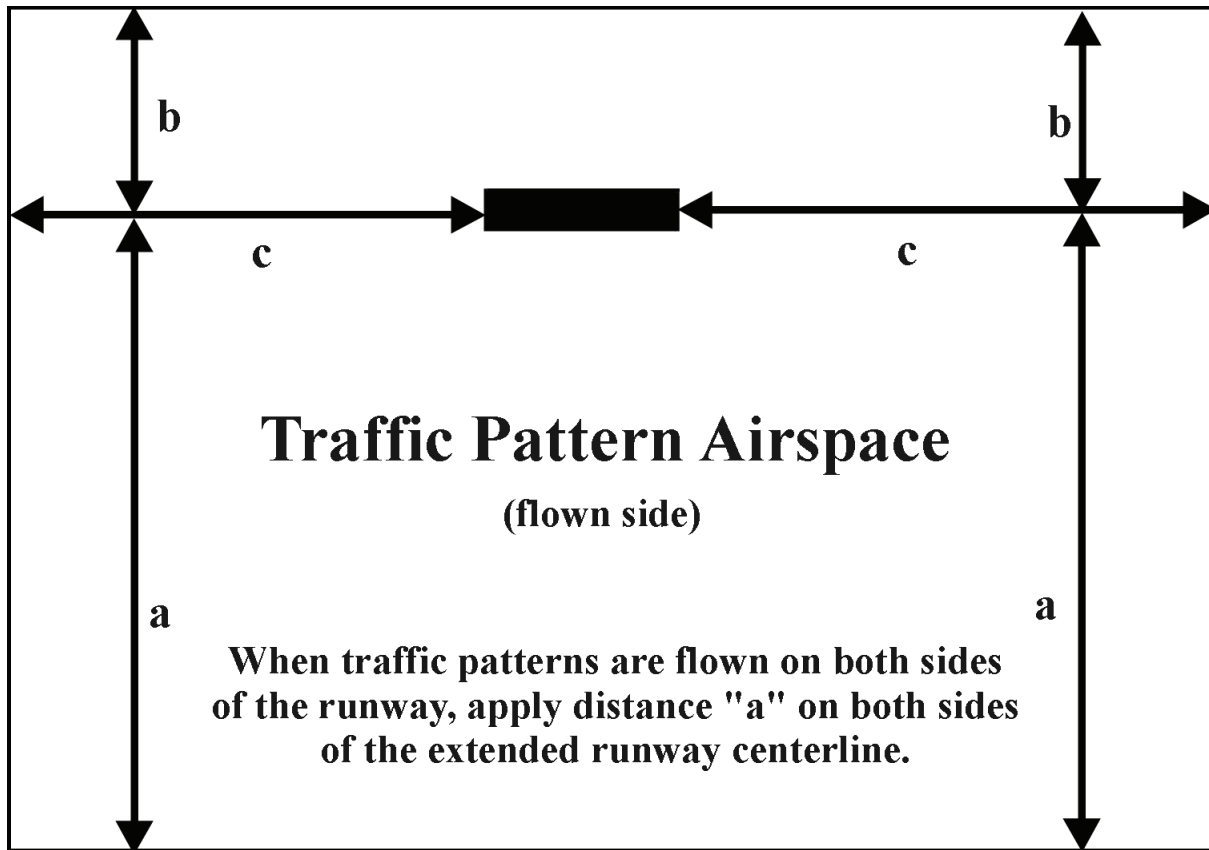 b
b
c
c
Traffic Pattern Airspace
(flown side)
a
a
When traffic patterns are flown on both sides
of the runway, apply distance "a" on both sides
of the extended runway centerline.